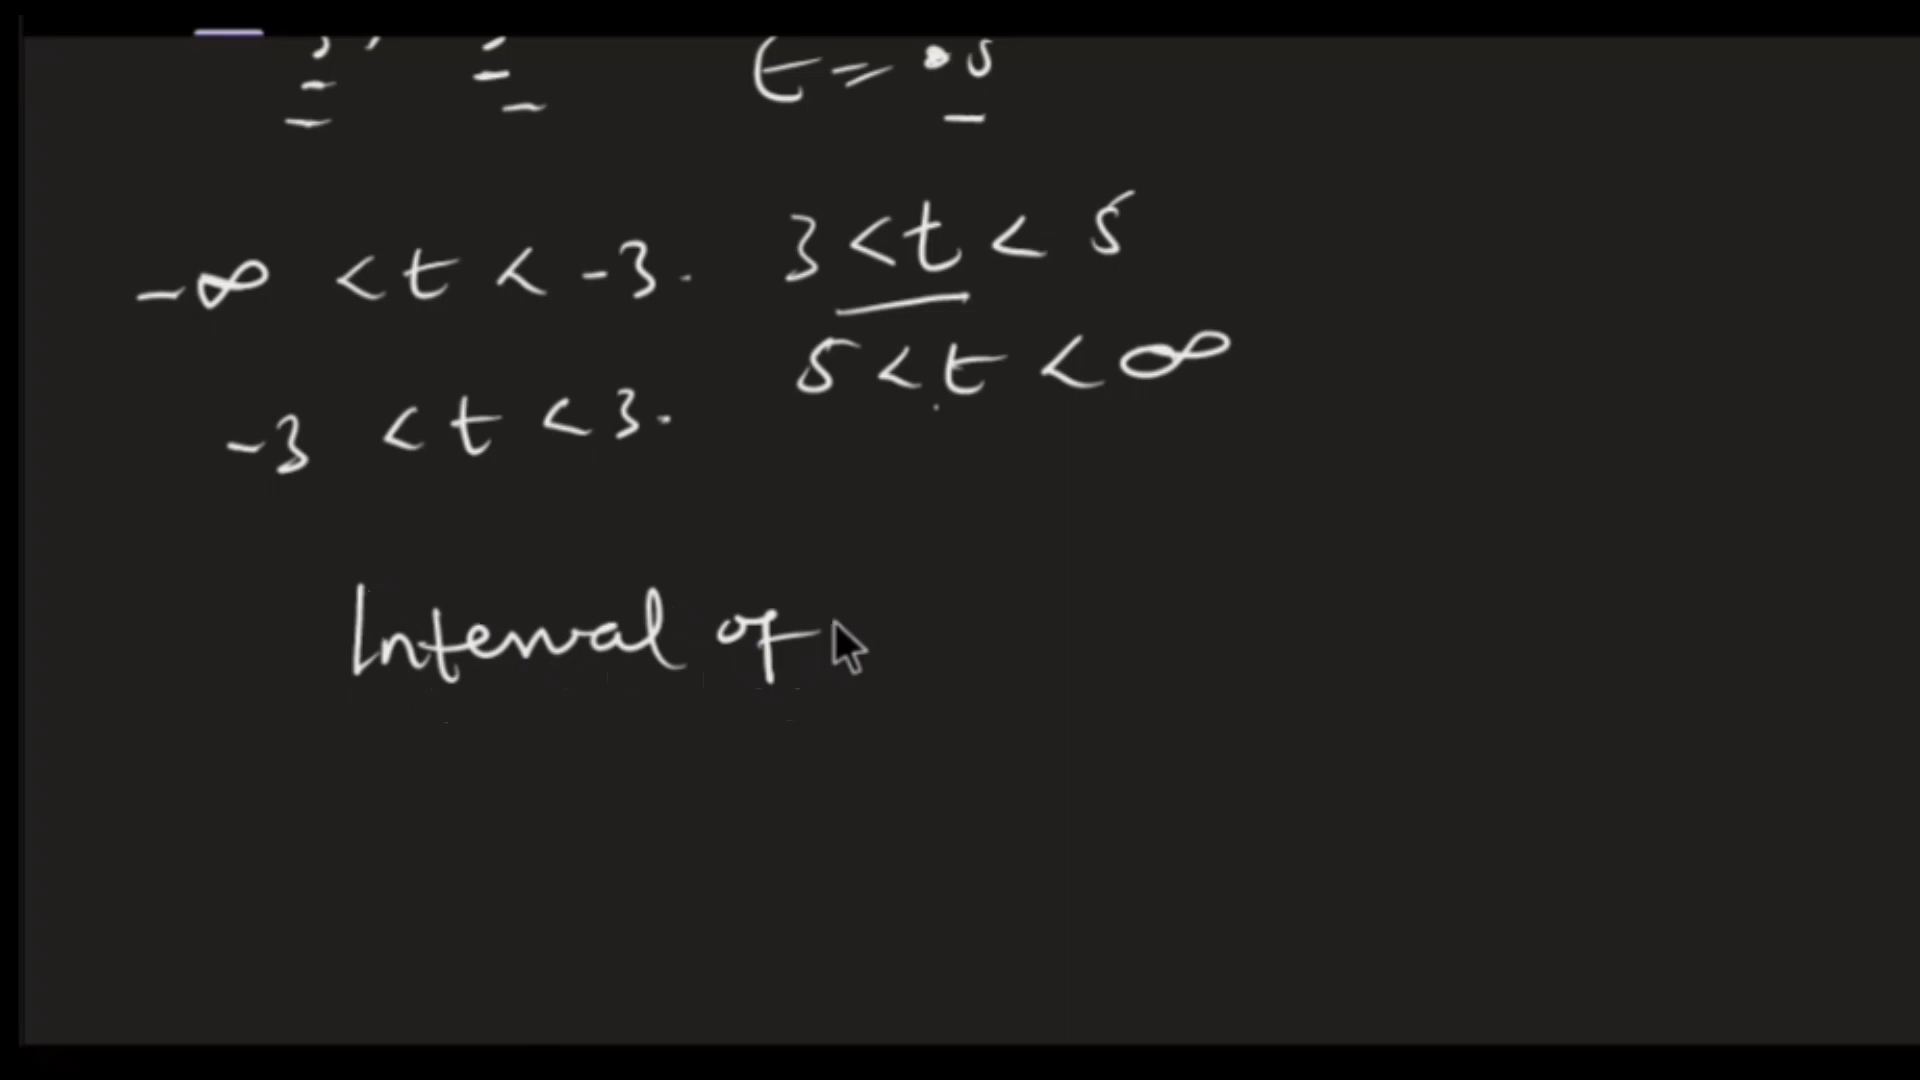 t = 5
-∞ < t < -3. 3 < t < 5
5 < t < ∞
-3 < t < 3.
Interval of